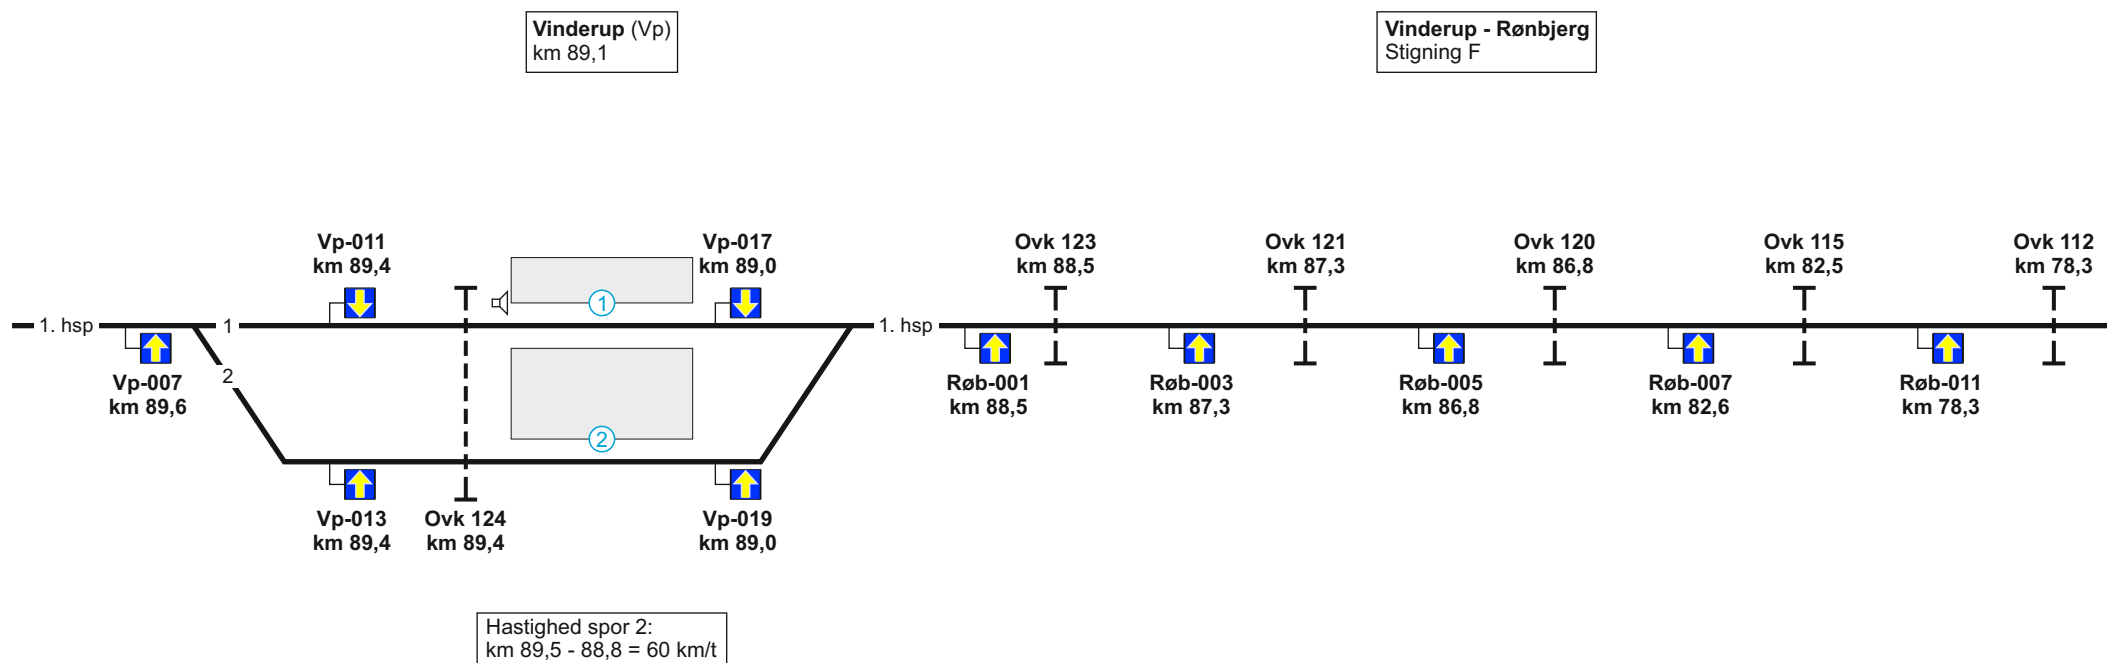 Vinderup (Vp)
km 89,1
Vinderup - Rønbjerg
Stigning F
Vp-011
km 89,4
Vp-017
km 89,0
Ovk 123
km 88,5
Ovk 121
km 87,3
Ovk 120
km 86,8
Ovk 115
km 82,5
Ovk 112
km 78,3
1
1. hsp
1
1. hsp
Vp-007
km 89,6
2
Røb-001
km 88,5
Røb-003
km 87,3
Røb-005
km 86,8
Røb-007
km 82,6
Røb-011
km 78,3
2
Vp-013
km 89,4
Ovk 124
km 89,4
Vp-019
km 89,0
Hastighed spor 2:
km 89,5 - 88,8 = 60 km/t